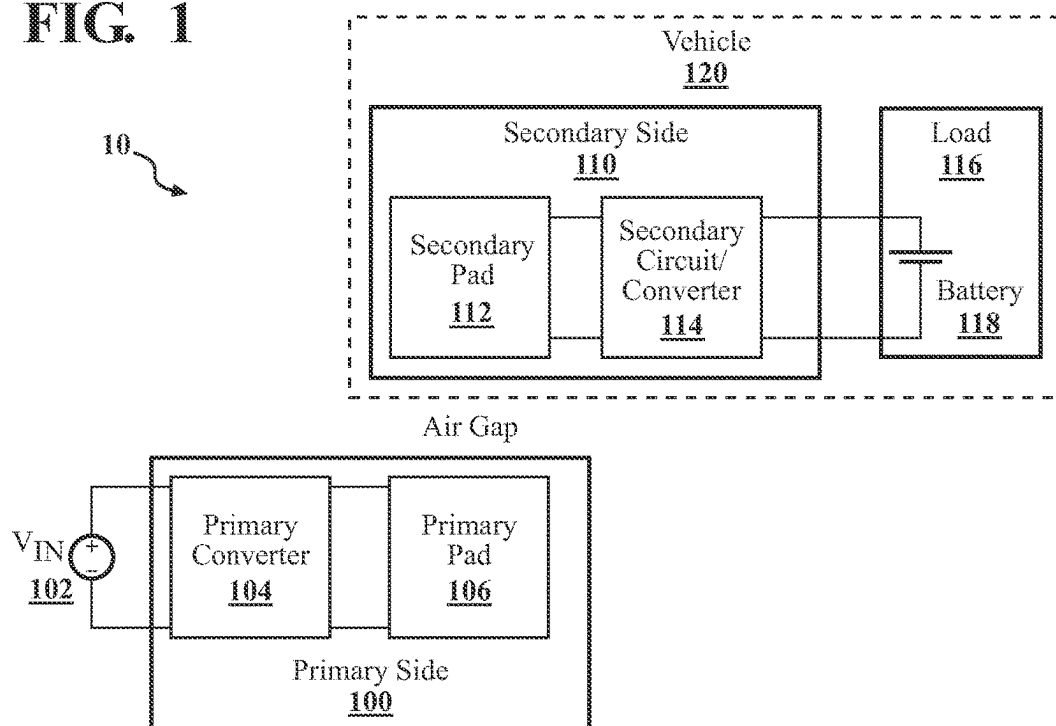 FIG. 1
10
Vehicle
120
Secondary Side
110
Secondary
Pad
112
Secondary
Circuit/
Converter
114
Load
116
Battery
118
Air Gap
VIN
102
+
−
Primary
Converter
104
Primary
Pad
106
Primary Side
100